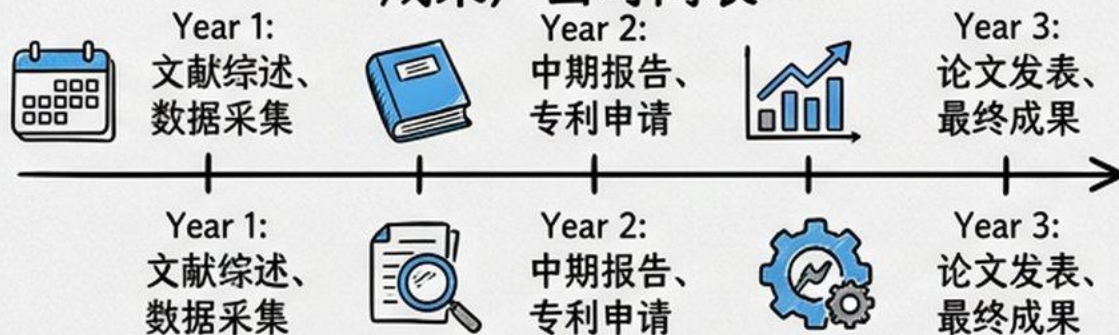 Year 1:
文献综述、
数据采集
Year 2:
中期报告、
专利申请
Year 3:
论文发表、
最终成果
Year 1:
文献综述、
数据采集
Year 2:
中期报告、
专利申请
Year 3:
论文发表、
最终成果